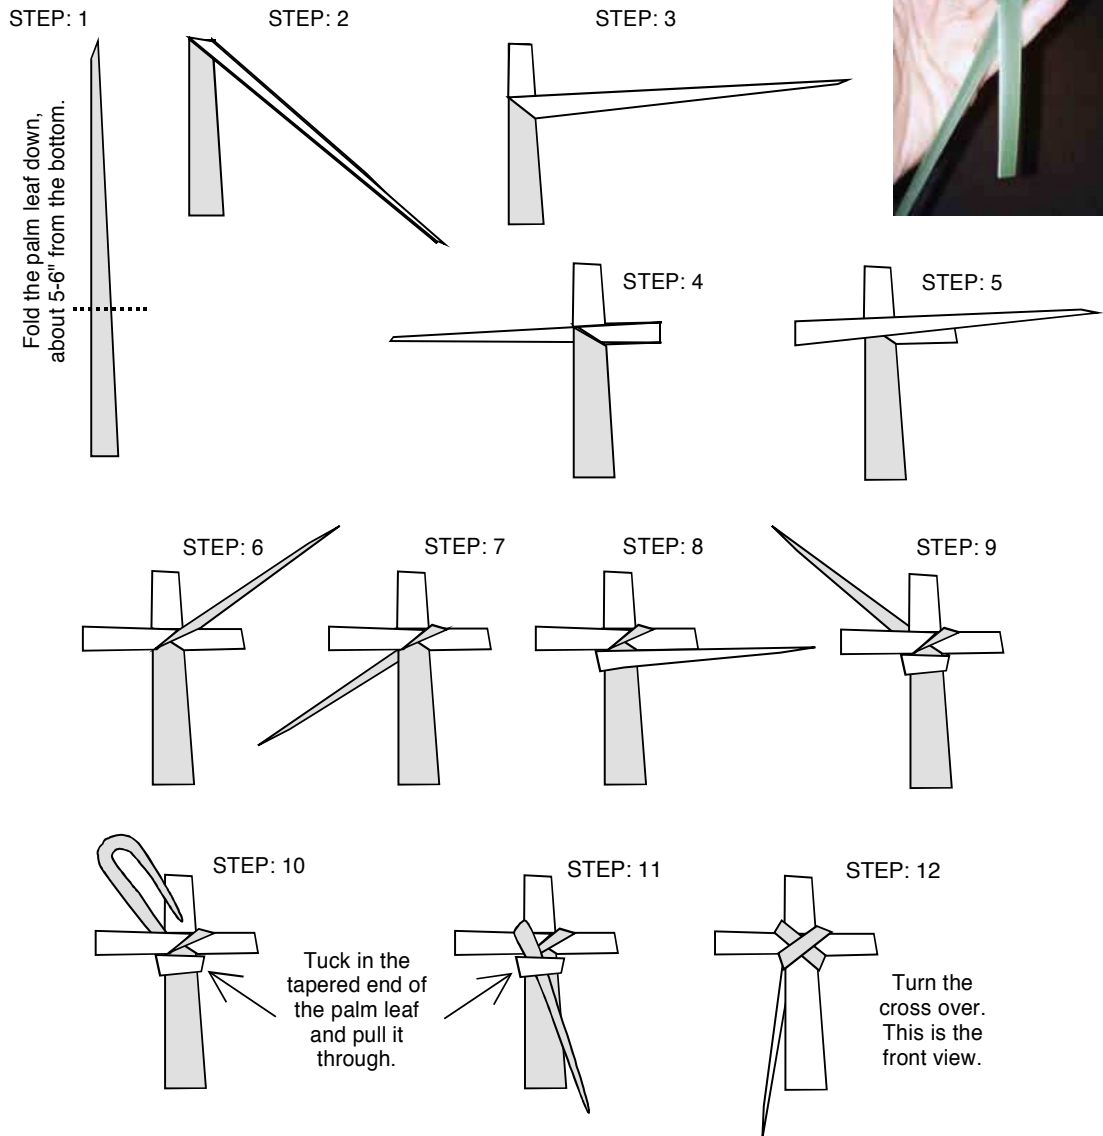 STEP: 1
STEP: 2
STEP: 3
Fold the palm leaf down,
about 5-6" from the bottom.
STEP: 4
STEP: 5
STEP: 6
STEP: 7
STEP: 8
STEP: 9
STEP: 10
STEP: 11
STEP: 12
Tuck in the
tapered end of
the palm leaf
and pull it
through.
Turn the
cross over.
This is the
front view.